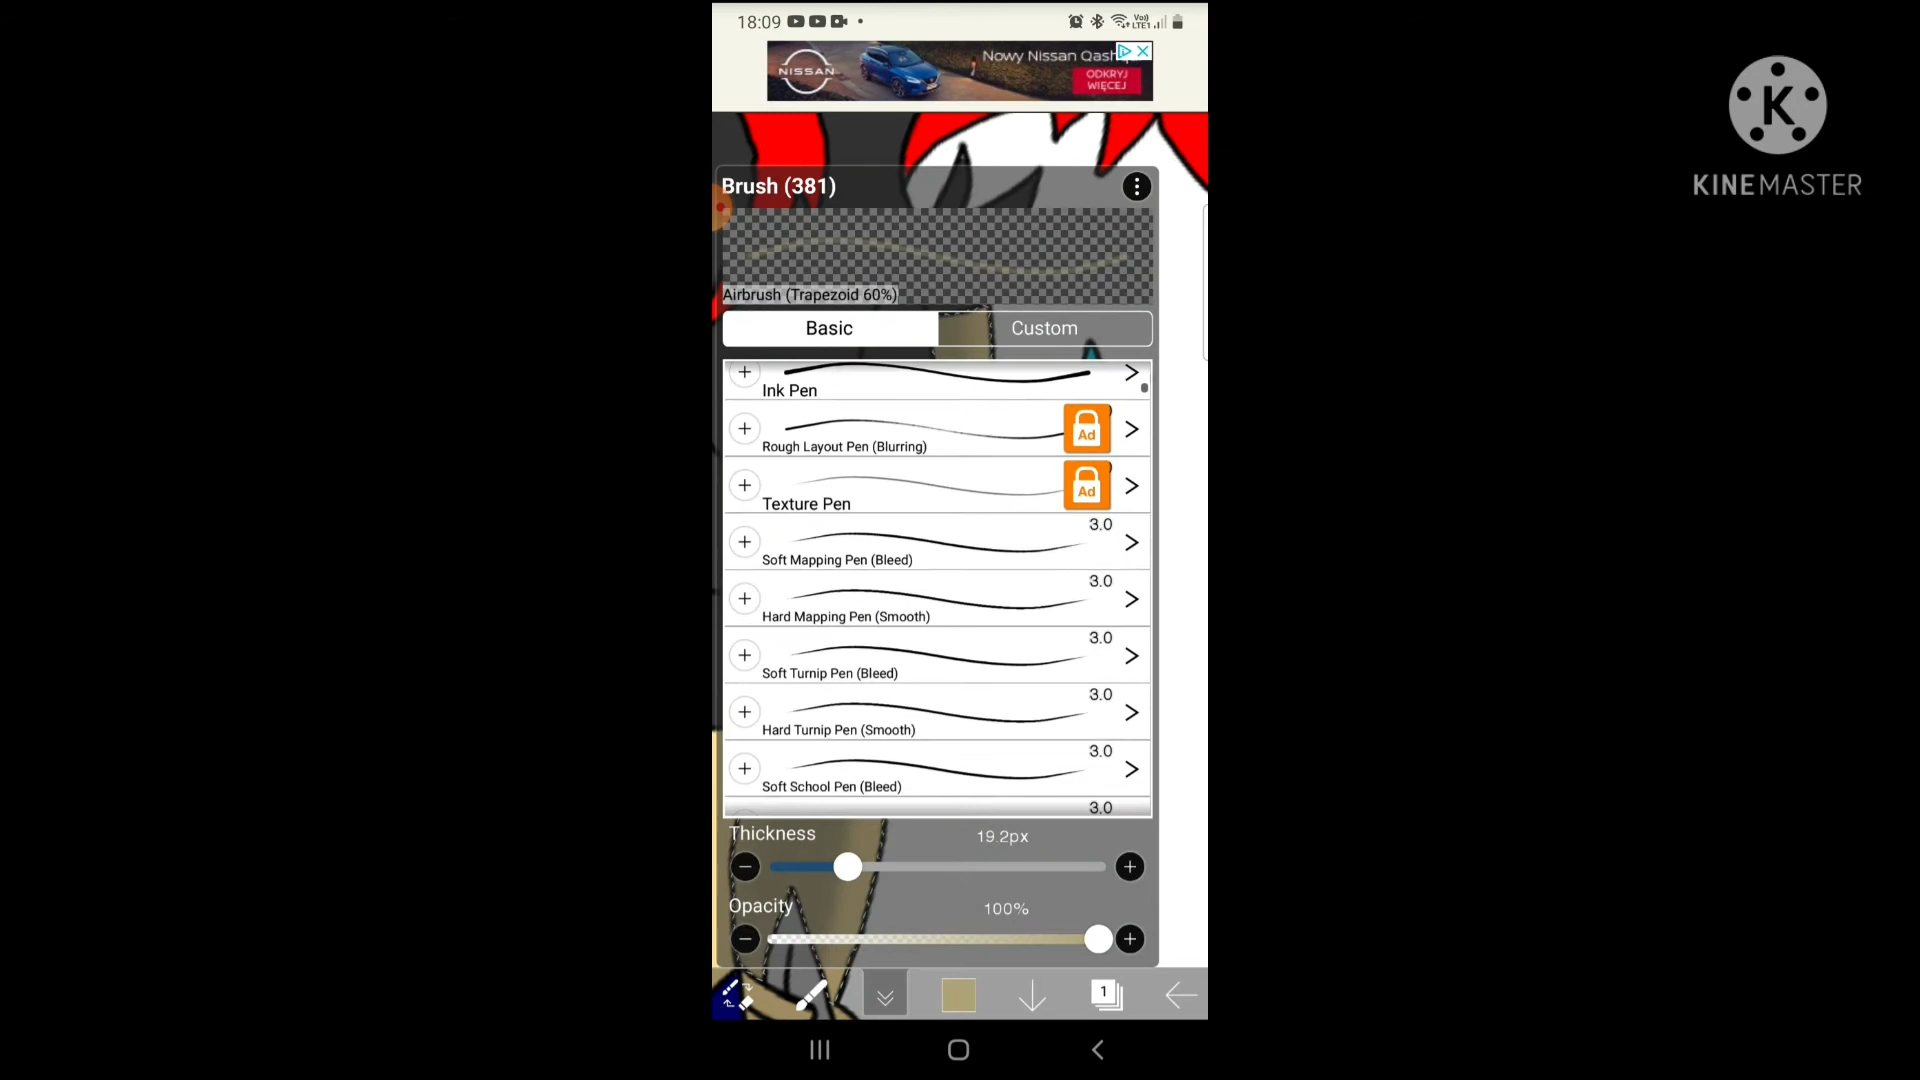 18:09
Vo))
LTE1
Nowy Nissan Qash
NISSAN
ODKRYJ
WIĘCEJ
K
KINEMASTER
Brush (381)
Airbrush (Trapezoid 60%)
Basic
Custom
Ink Pen
Ad
Rough Layout Pen (Blurring)
Ad
Texture Pen
3.0
Soft Mapping Pen (Bleed)
3.0
Hard Mapping Pen (Smooth)
3.0
Soft Turnip Pen (Bleed)
3.0
Hard Turnip Pen (Smooth)
3.0
Soft School Pen (Bleed)
3.0
Thickness
19.2px
Opacity
100%
1